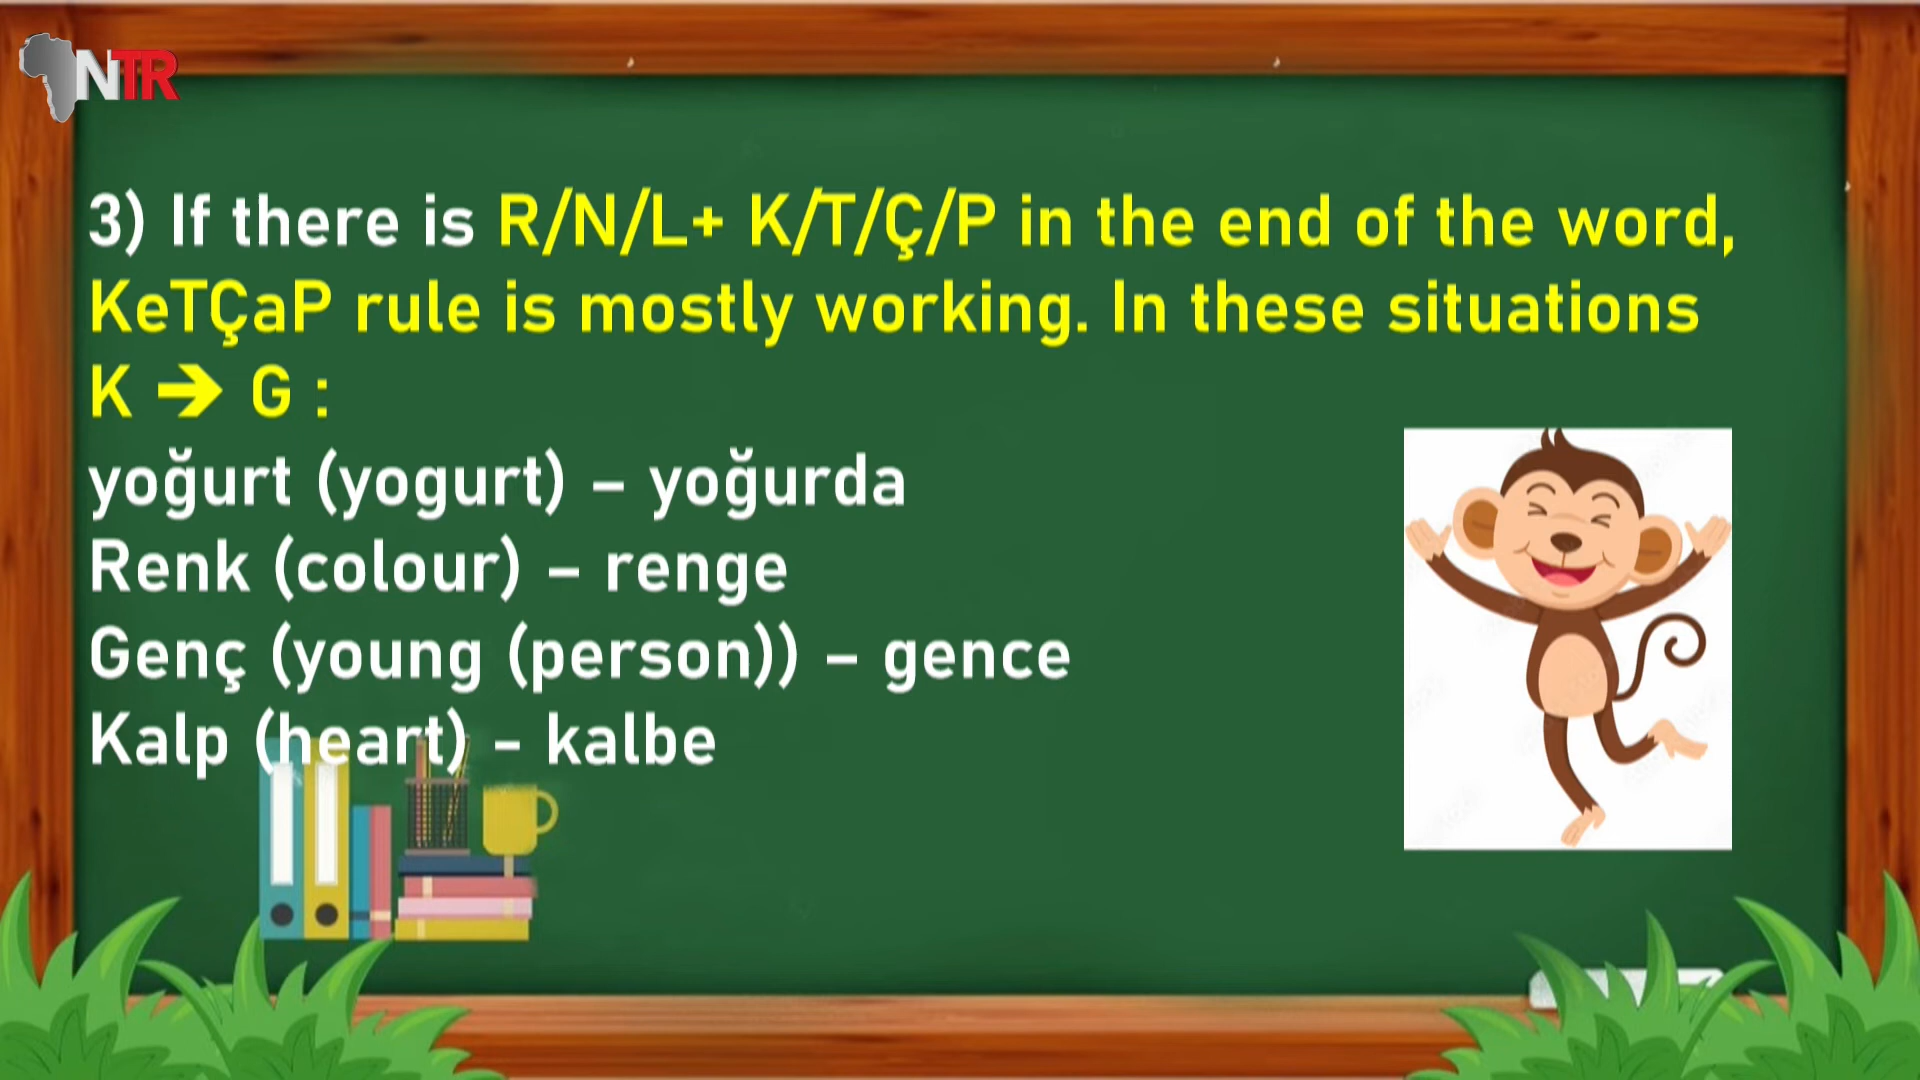 NTR
3) If there is R/N/L+ K/T/Ç/P in the end of the word,
KeTÇaP rule is mostly working. In these situations
K ➔ G :
yoğurt (yogurt) – yoğurda
Renk (colour) – renge
Genç (young (person)) – gence
Kalp (heart) – kalbe